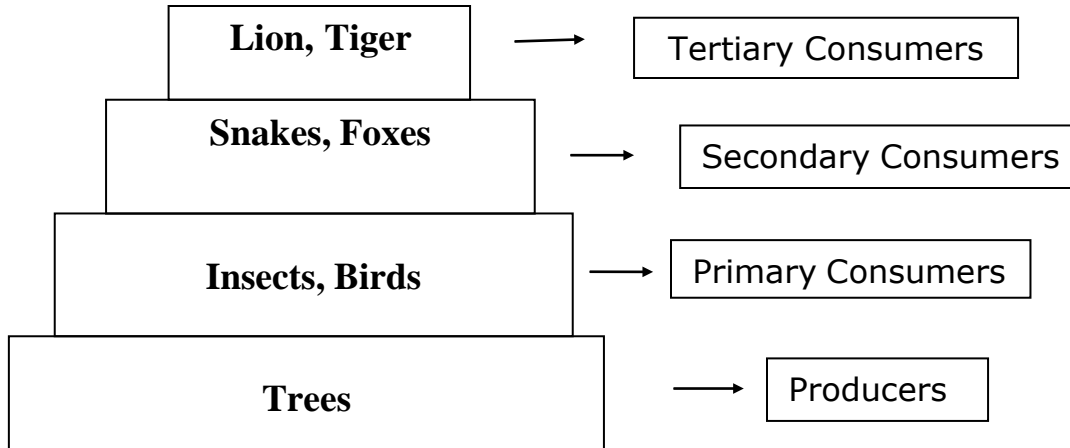 Lion, Tiger
Tertiary Consumers
Snakes, Foxes
Secondary Consumers
Insects, Birds
Primary Consumers
Trees
Producers